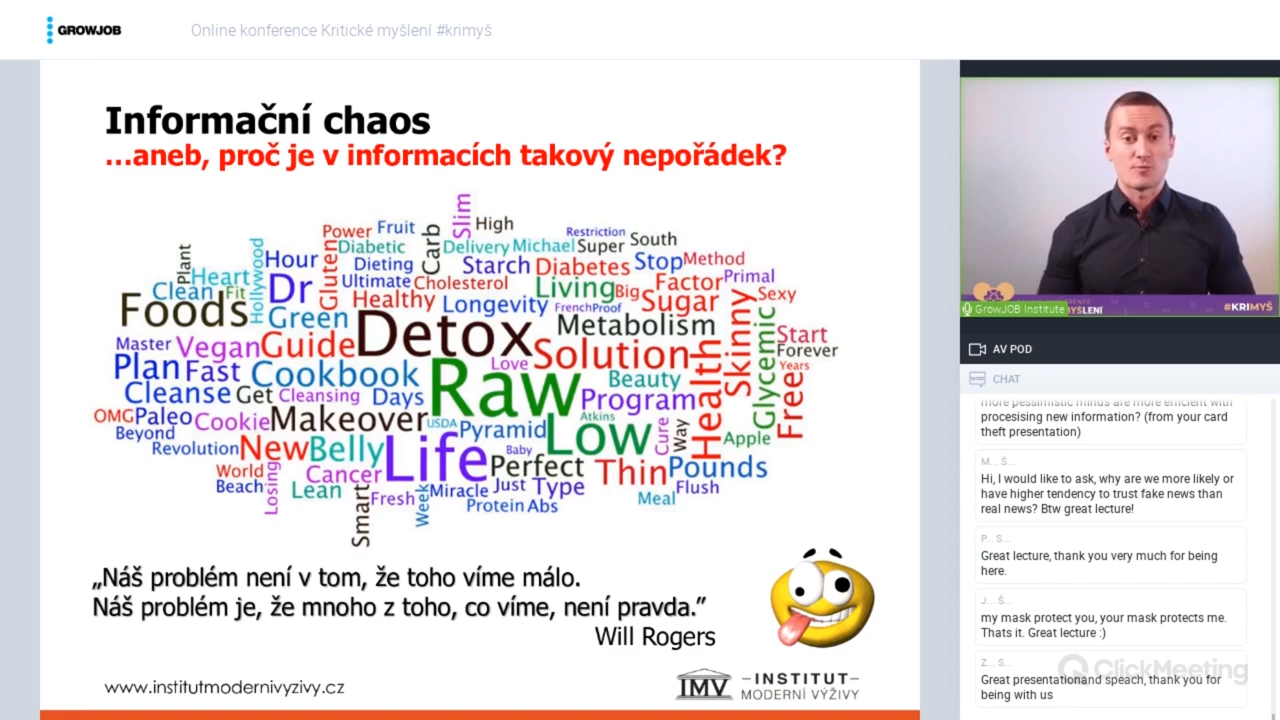 GROWJOB
Online konference Kritické myšlení #krimyš
Informační chaos
…aneb, proč je v informacích takový nepořádek?
Slim
Power Fruit Carb High
Restriction
Plant Hollywood Gluten Diabetic Delivery Michael Super South
Hour Dieting Starch Diabetes Stop Method
Heart Dr Ultimate Cholesterol Living Factor Primal
Clean Fit Healthy Longevity FrenchProof Big Sugar Sexy
Foods Green Detox Metabolism Skinny Glycemic Start
Master Vegan Guide Solution Forever
Plan Fast Cookbook Love Beauty Health Years
Cleanse Get Cleansing Days Raw Program Free
OMG Paleo Cookie Makeover USDA Pyramid Atkins Low Cure Way Apple
Beyond
Revolution New Belly Life Baby
World Cancer Perfect Thin Pounds
Beach Losing Lean Smart Fresh Week Miracle Just Type Meal Flush
Protein Abs
„Náš problém není v tom, že toho víme málo.
Náš problém je, že mnoho z toho, co víme, není pravda.”
Will Rogers
www.institutmodernivyzivy.cz
IMV
INSTITUT
MODERNÍ VÝŽIVY
#KRIMYŠ
GrowJOB Institute
YŠLENÍ
AV POD
CHAT
more pessimistic minds are more efficient with
procesising new information? (from your card
theft presentation)
M... Š...
Hi, I would like to ask, why are we more likely or
have higher tendency to trust fake news than
real news? Btw great lecture!
P... S...
Great lecture, thank you very much for being
here.
J... Š...
my mask protect you, your mask protects me.
Thats it. Great lecture :)
Z... S...
ClickMeeting
Great presentationand speach, thank you for
being with us